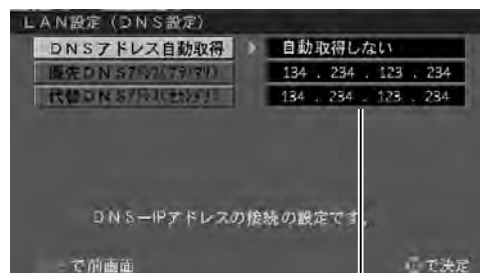 LAN設定（DNS設定）
DNSアドレス自動取得 自動取得しない
優先DNSアドレス(プライマリ) 134 . 234 . 123 . 234
代替DNSアドレス(セカンダリ) 134 . 234 . 123 . 234
DNS－IPアドレスの接続の設定です。
で前画面 で決定